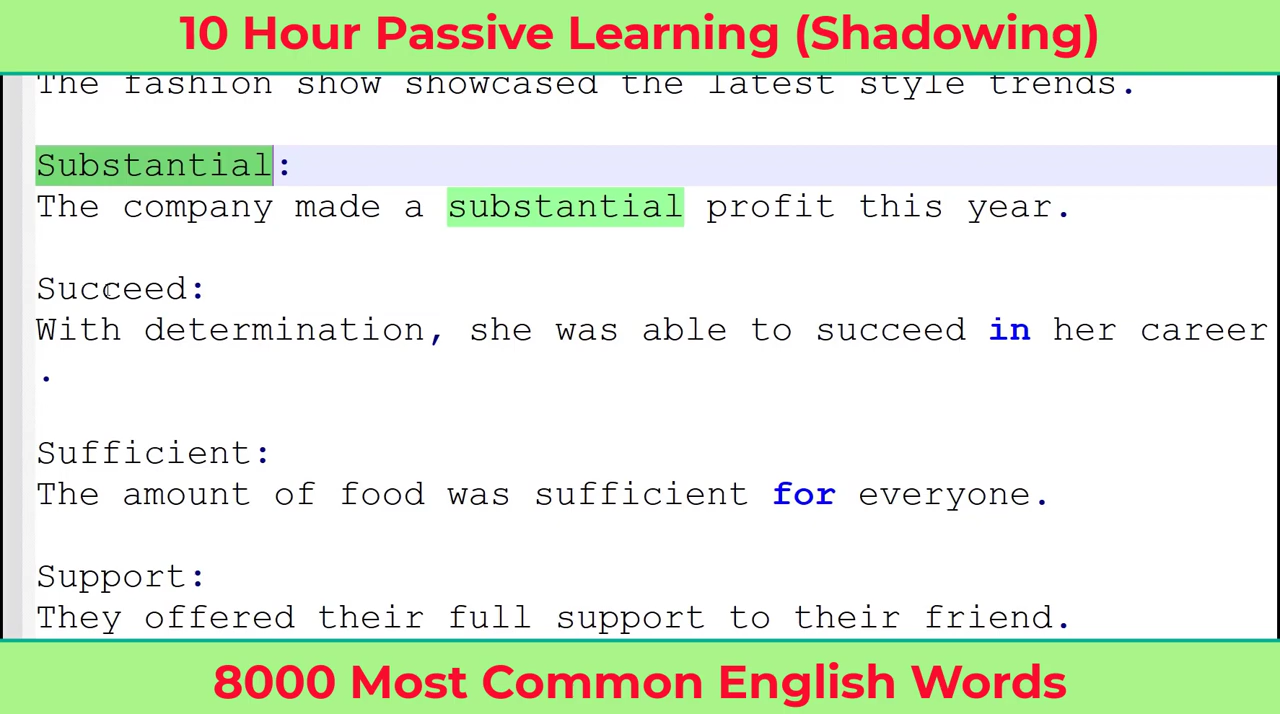 10 Hour Passive Learning (Shadowing)
The fashion show showcased the latest style trends.
Substantial:
The company made a substantial profit this year.
Succeed:
With determination, she was able to succeed in her career
.
Sufficient:
The amount of food was sufficient for everyone.
Support:
They offered their full support to their friend.
8000 Most Common English Words